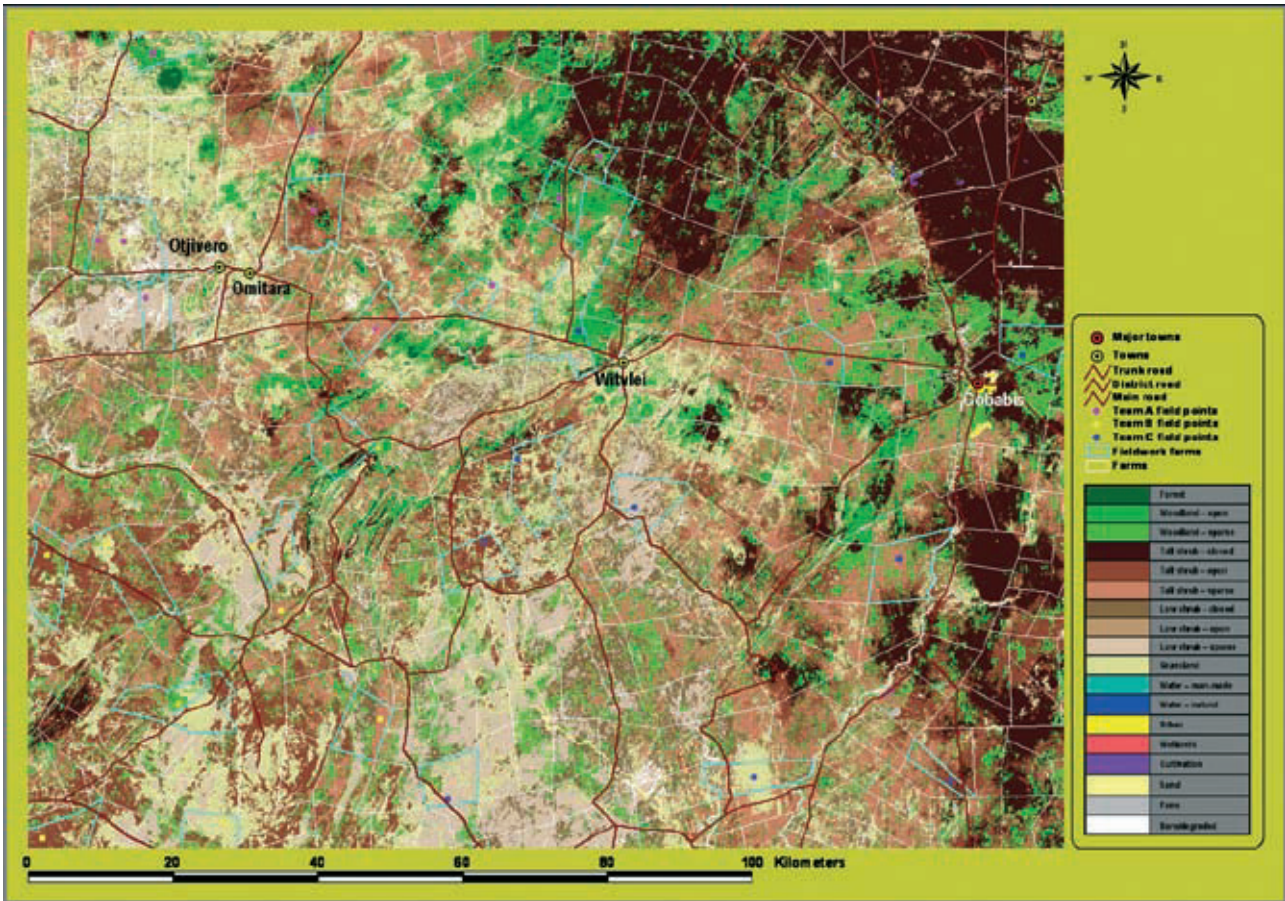 N
W E
S
Otjivero
Omitara
Witvlei
Gobabis
Major towns
Towns
Trunk road
District road
Main road
Team A field points
Team B field points
Team C field points
Fieldwork farms
Farms
Forest
Woodland – open
Woodland – sparse
Tall shrub – closed
Tall shrub – open
Tall shrub – sparse
Low shrub – closed
Low shrub – open
Low shrub – sparse
Grassland
Water – man-made
Water – natural
Urban
Wetlands
Cultivation
Sand
Pans
0 20 40 60 80 100 Kilometers